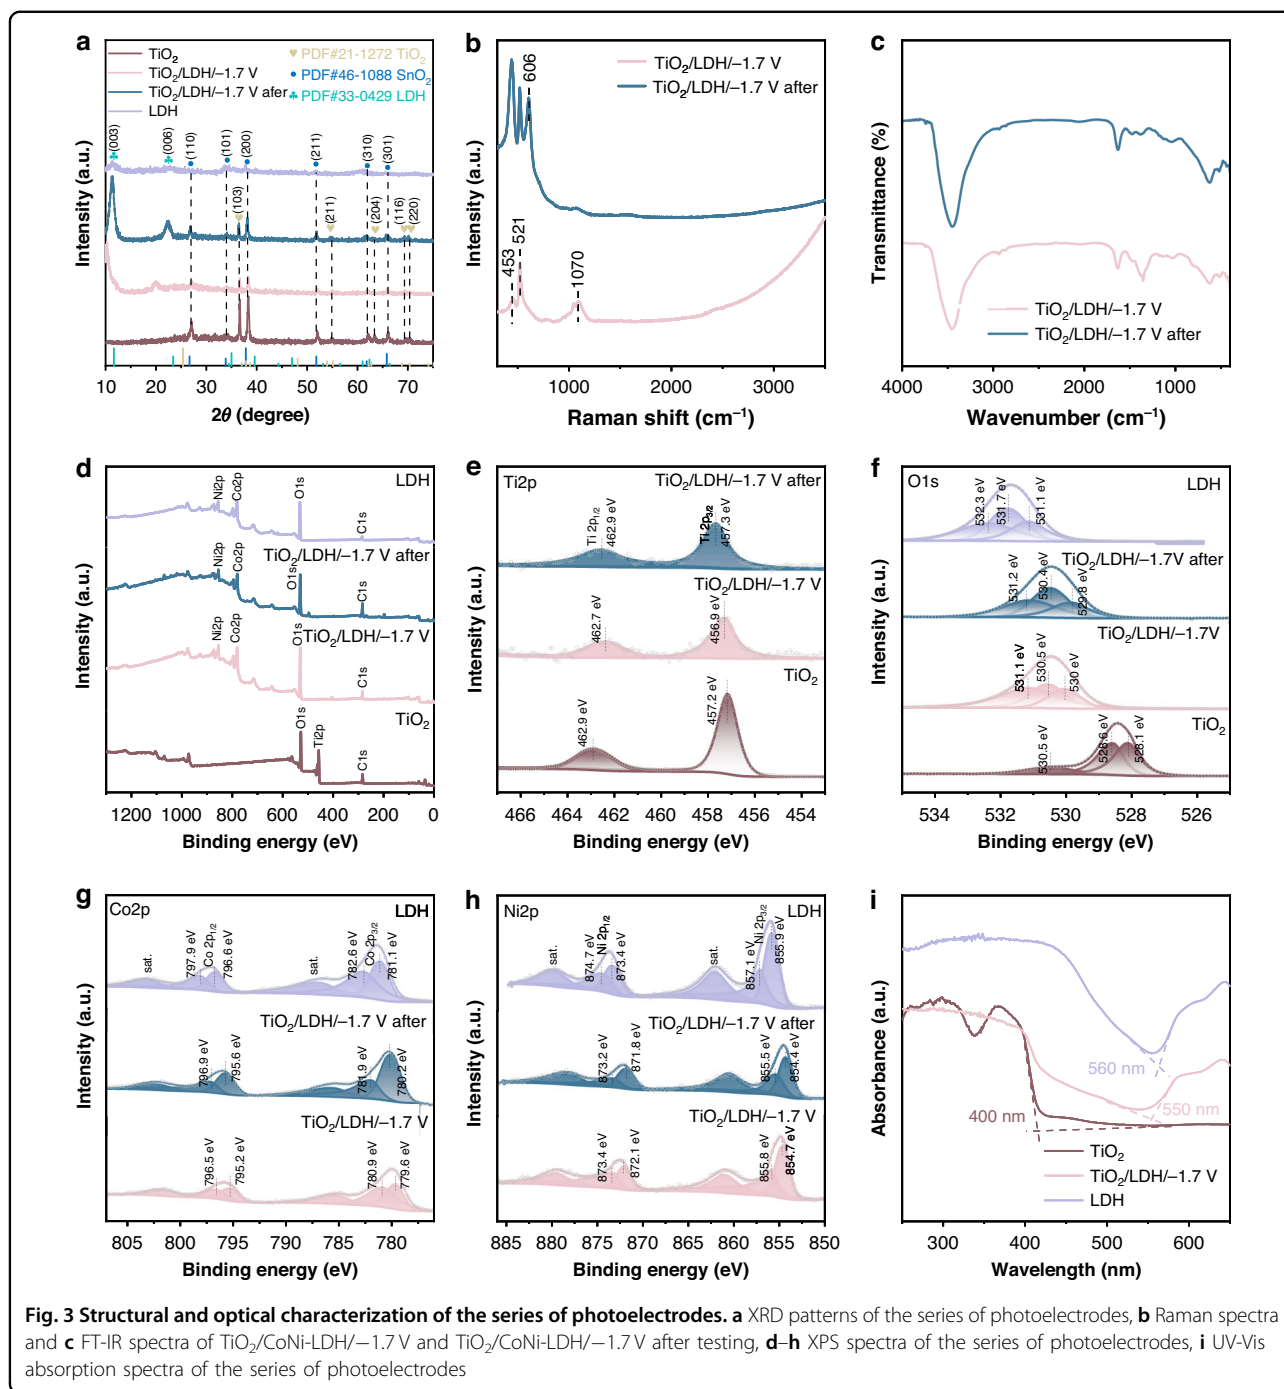 a
TiO2
TiO2/LDH/−1.7 V
TiO2/LDH/−1.7 V afer
LDH
PDF#21-1272 TiO2
PDF#46-1088 SnO2
PDF#33-0429 LDH
(003)
(006)
(110)
(101)
(200)
(211)
(310)
(301)
(103)
(211)
(204)
(116)
(220)
Intensity (a.u.)
10 20 30 40 50 60 70
2θ (degree)
b
TiO2/LDH/−1.7 V
TiO2/LDH/−1.7 V after
606
453
521
1070
Intensity (a.u.)
1000 2000 3000
Raman shift (cm−1)
c
Transmittance (%)
TiO2/LDH/−1.7 V
TiO2/LDH/−1.7 V after
4000 3000 2000 1000
Wavenumber (cm−1)
d
LDH
Ni2p
Co2p
O1s
C1s
TiO2/LDH/−1.7 V after
Ni2p
Co2p
O1s
C1s
TiO2/LDH/−1.7 V
Ni2p
Co2p
O1s
C1s
TiO2
O1s
Ti2p
C1s
Intensity (a.u.)
1200 1000 800 600 400 200 0
Binding energy (eV)
e
Ti2p
TiO2/LDH/−1.7 V after
Ti 2p1/2
462.9 eV
Ti 2p3/2
457.3 eV
TiO2/LDH/−1.7 V
462.7 eV
456.9 eV
TiO2
462.9 eV
457.2 eV
Intensity (a.u.)
466 464 462 460 458 456 454
Binding energy (eV)
f
O1s
LDH
532.3 eV
531.7 eV
531.1 eV
TiO2/LDH/−1.7V after
531.2 eV
530.4 eV
529.8 eV
TiO2/LDH/−1.7V
531.1 eV
530.5 eV
530 eV
TiO2
530.5 eV
528.6 eV
528.1 eV
Intensity (a.u.)
534 532 530 528 526
Binding energy (eV)
g
Co2p
LDH
sat.
797.9 eV
Co 2p1/2
796.6 eV
sat.
782.6 eV
Co 2p3/2
781.1 eV
TiO2/LDH/−1.7 V after
796.9 eV
795.6 eV
781.9 eV
780.2 eV
TiO2/LDH/−1.7 V
796.5 eV
795.2 eV
780.9 eV
779.6 eV
Intensity (a.u.)
805 800 795 790 785 780
Binding energy (eV)
h
Ni2p
LDH
sat.
874.7 eV
Ni 2p1/2
873.4 eV
sat.
857.1 eV
Ni 2p3/2
855.9 eV
TiO2/LDH/−1.7 V after
873.2 eV
871.8 eV
855.5 eV
854.4 eV
TiO2/LDH/−1.7 V
873.4 eV
872.1 eV
855.8 eV
854.7 eV
Intensity (a.u.)
885 880 875 870 865 860 855 850
Binding energy (eV)
i
Absorbance (a.u.)
560 nm
550 nm
400 nm
TiO2
TiO2/LDH/−1.7 V
LDH
300 400 500 600
Wavelength (nm)
Fig. 3 Structural and optical characterization of the series of photoelectrodes. a XRD patterns of the series of photoelectrodes, b Raman spectra
and c FT-IR spectra of TiO2/CoNi-LDH/−1.7 V and TiO2/CoNi-LDH/−1.7 V after testing, d–h XPS spectra of the series of photoelectrodes, i UV-Vis
absorption spectra of the series of photoelectrodes